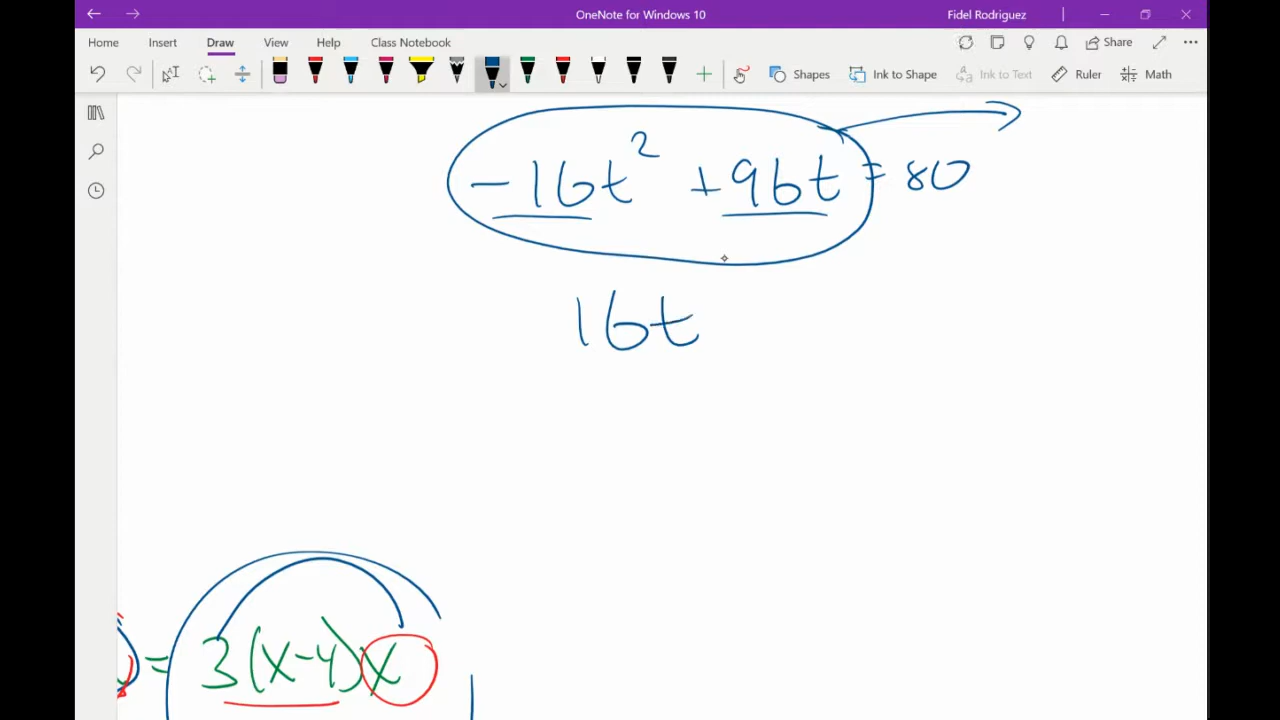 OneNote for Windows 10
Fidel Rodriguez
Home Insert Draw View Help Class Notebook
Share
Shapes Ink to Shape Ink to Text Ruler Math
-16t² +96t = 80
16t
= 3(x-4)x